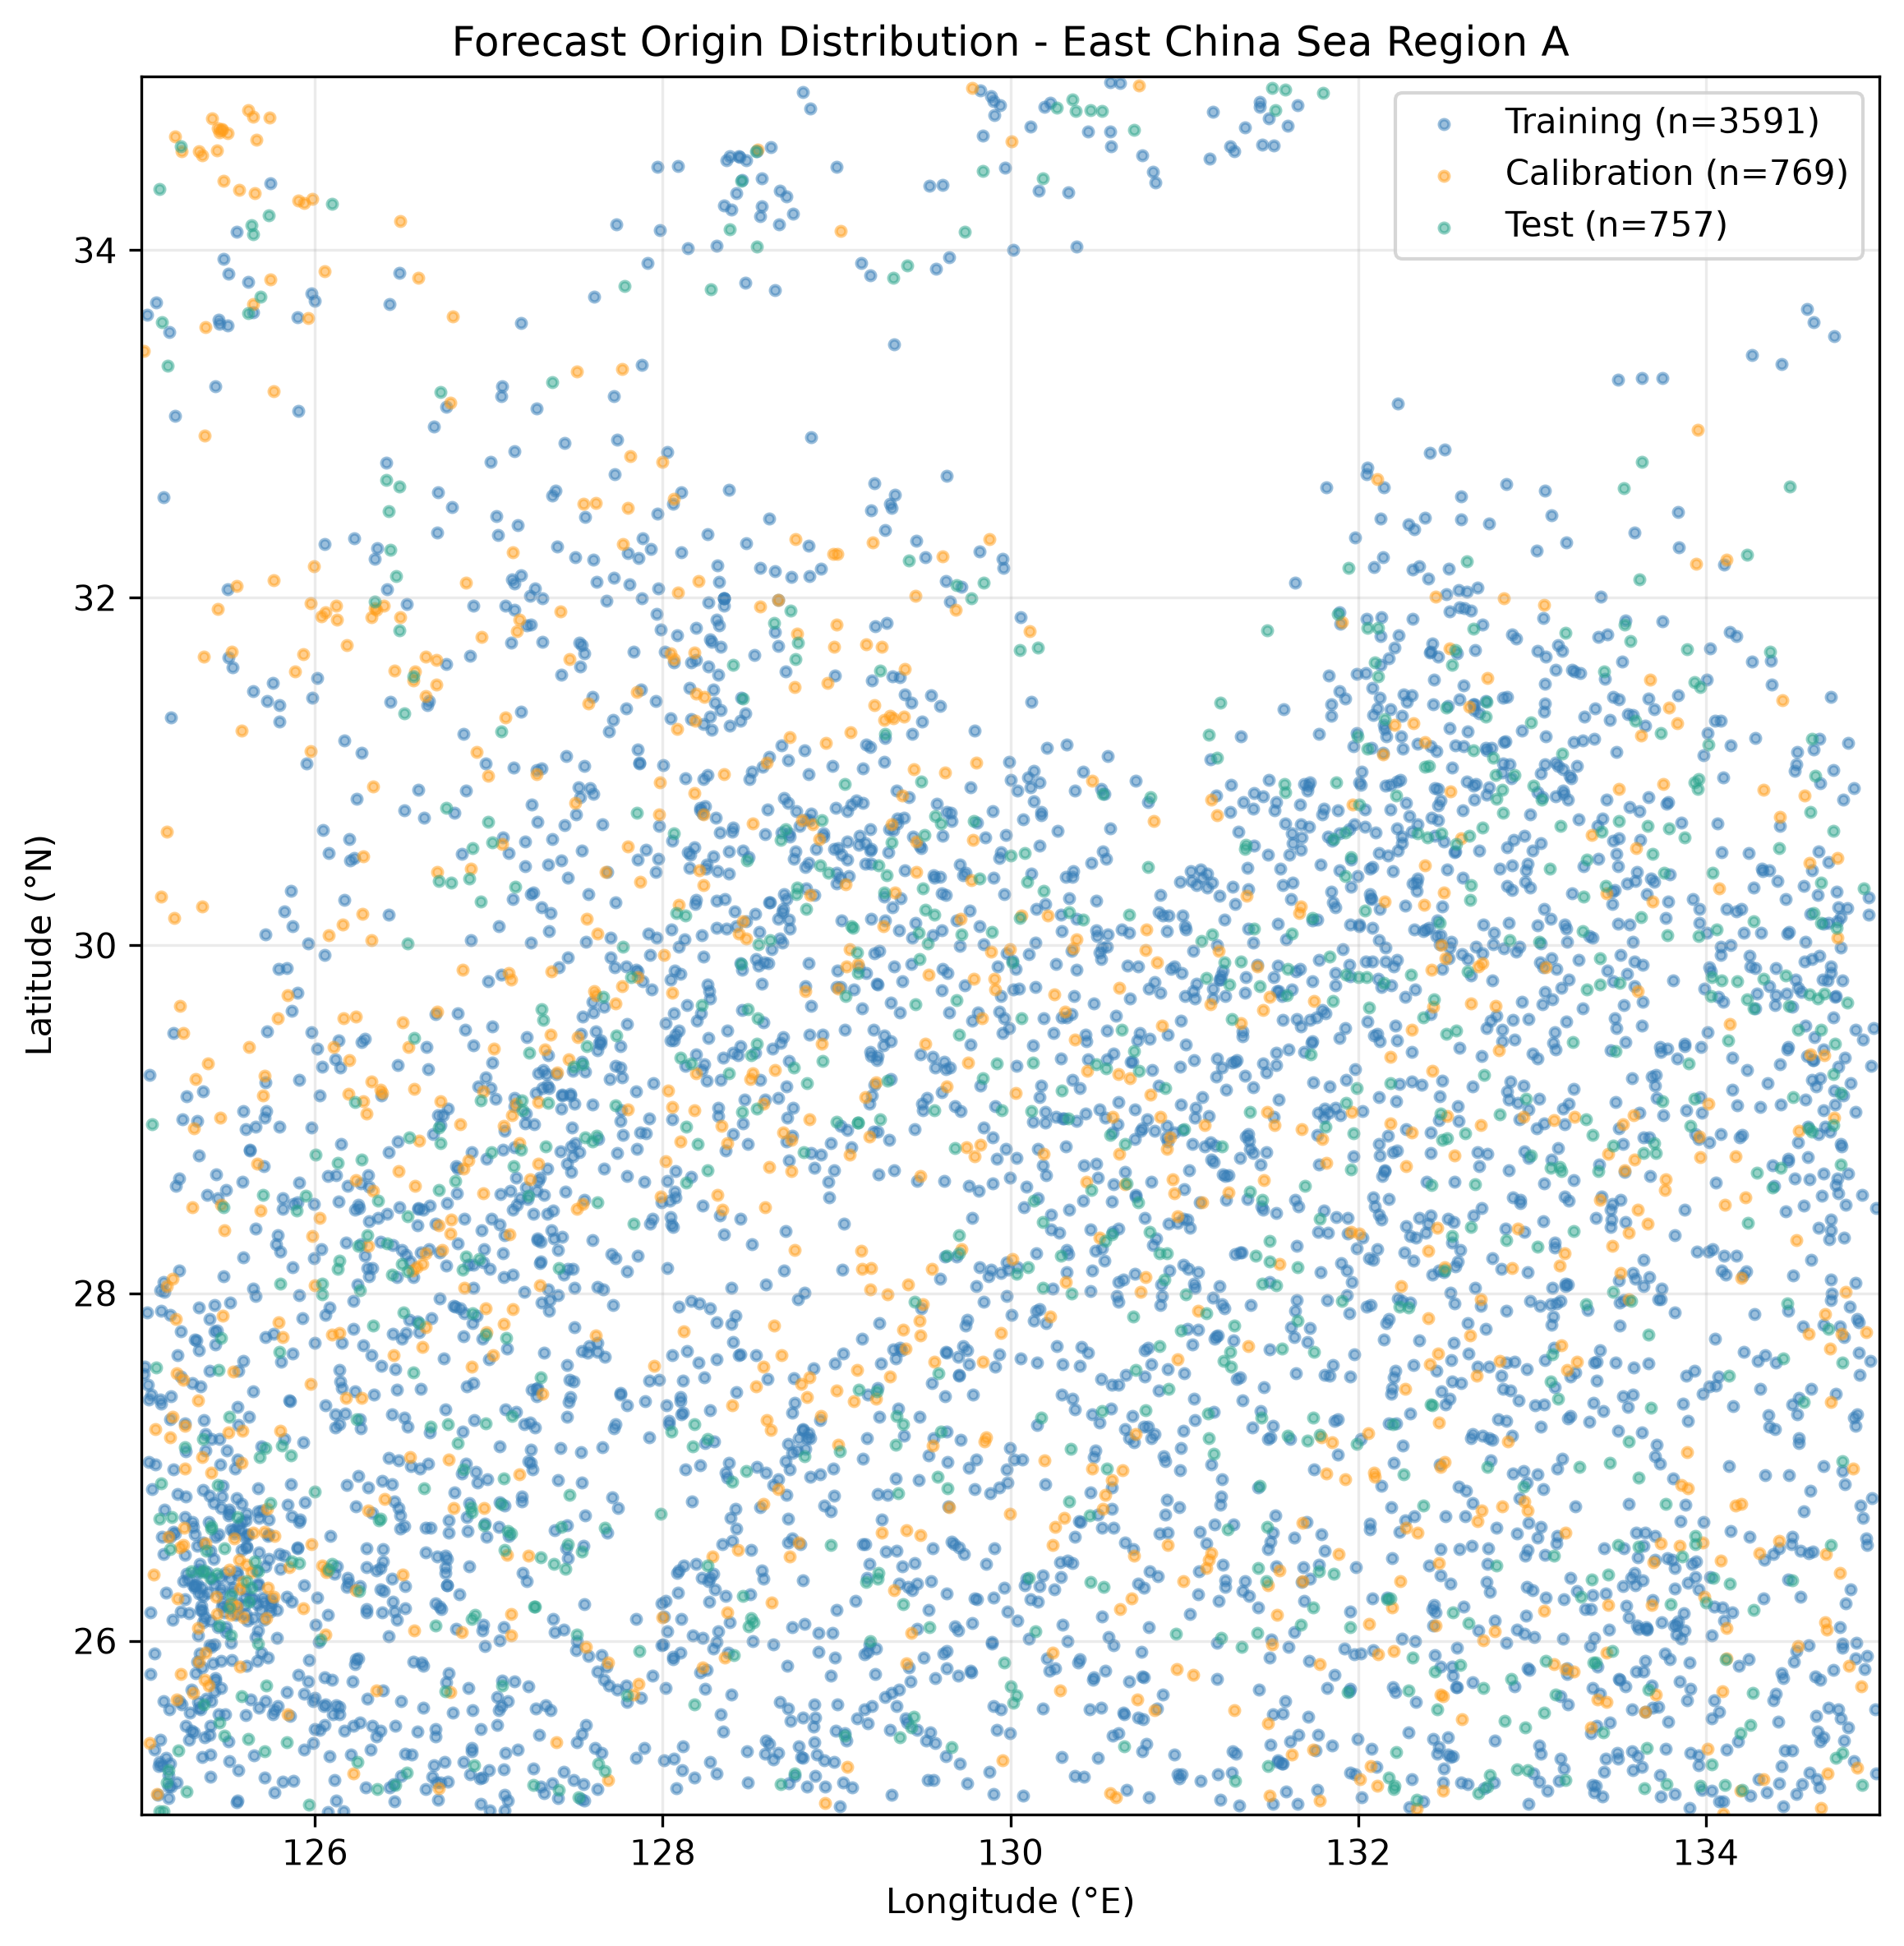 Forecast Origin Distribution - East China Sea Region A
Training (n=3591)
Calibration (n=769)
Test (n=757)
34
32
30
28
26
Latitude (°N)
126
128
130
132
134
Longitude (°E)